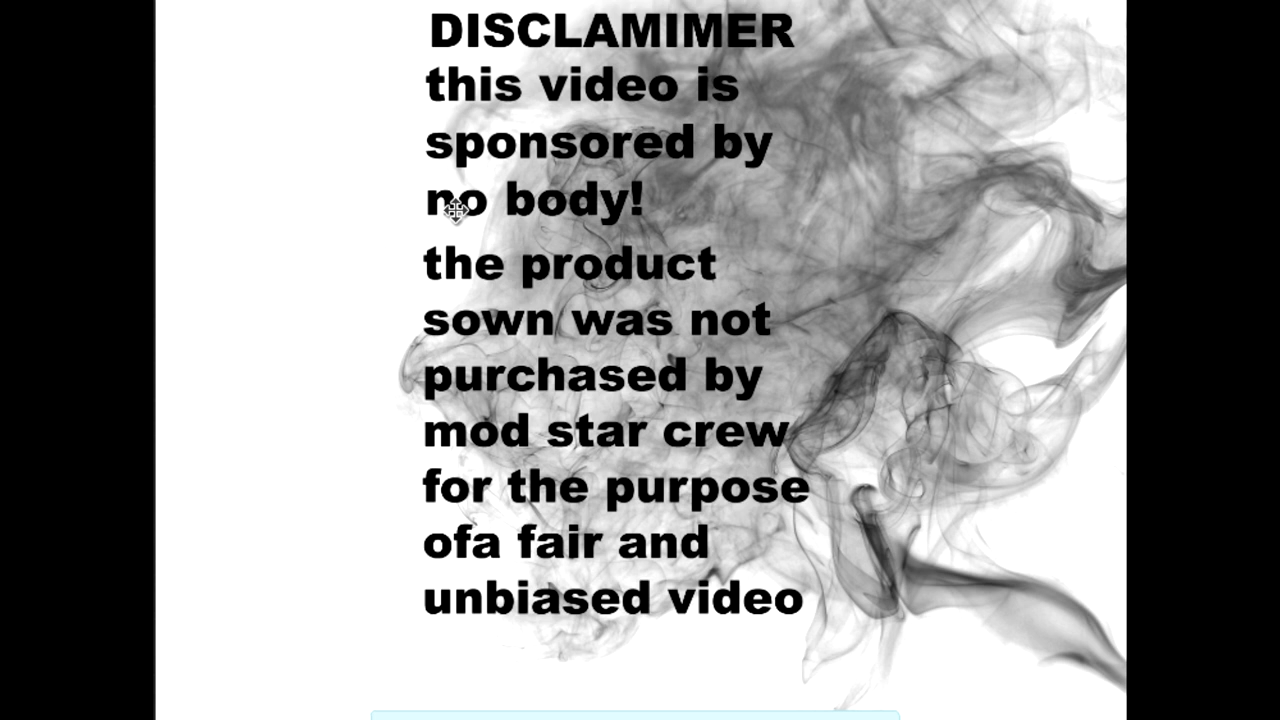 DISCLAMIMER
this video is
sponsored by
no body!
the product
sown was not
purchased by
mod star crew
for the purpose
ofa fair and
unbiased video